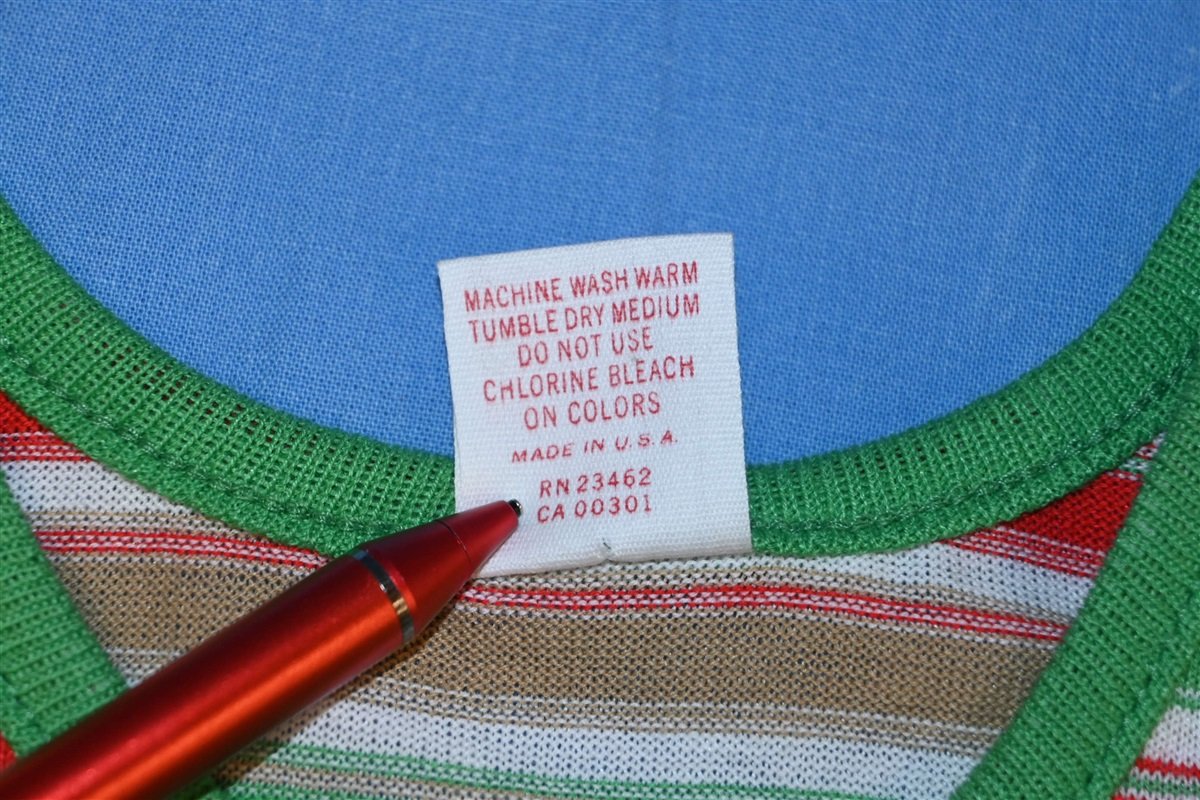 MACHINE WASH WARM
TUMBLE DRY MEDIUM
DO NOT USE
CHLORINE BLEACH
ON COLORS
MADE IN U.S.A.
RN 23462
CA 00301